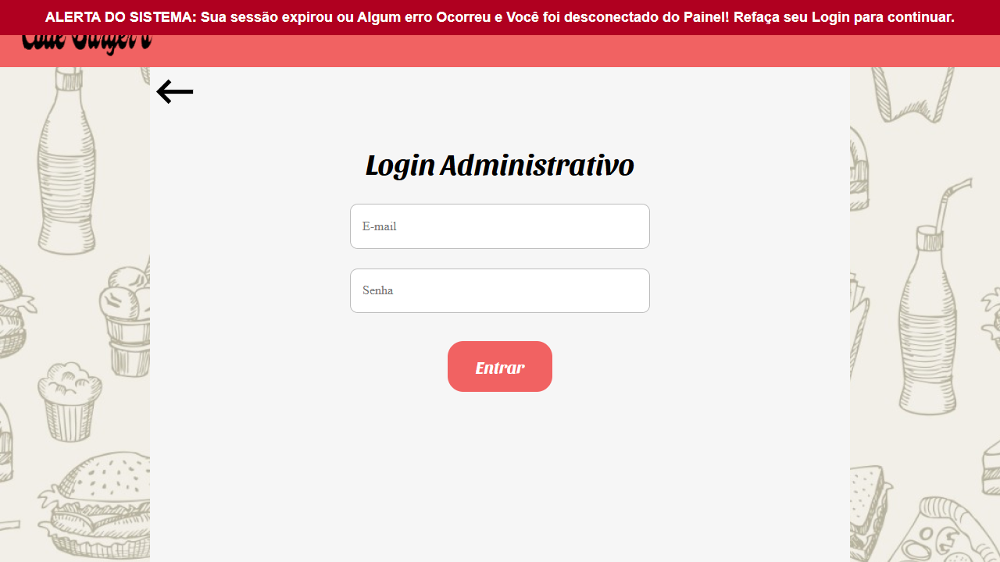 ALERTA DO SISTEMA: Sua sessão expirou ou Algum erro Ocorreu e Você foi desconectado do Painel! Refaça seu Login para continuar.
Login Administrativo
E-mail
Senha
Entrar